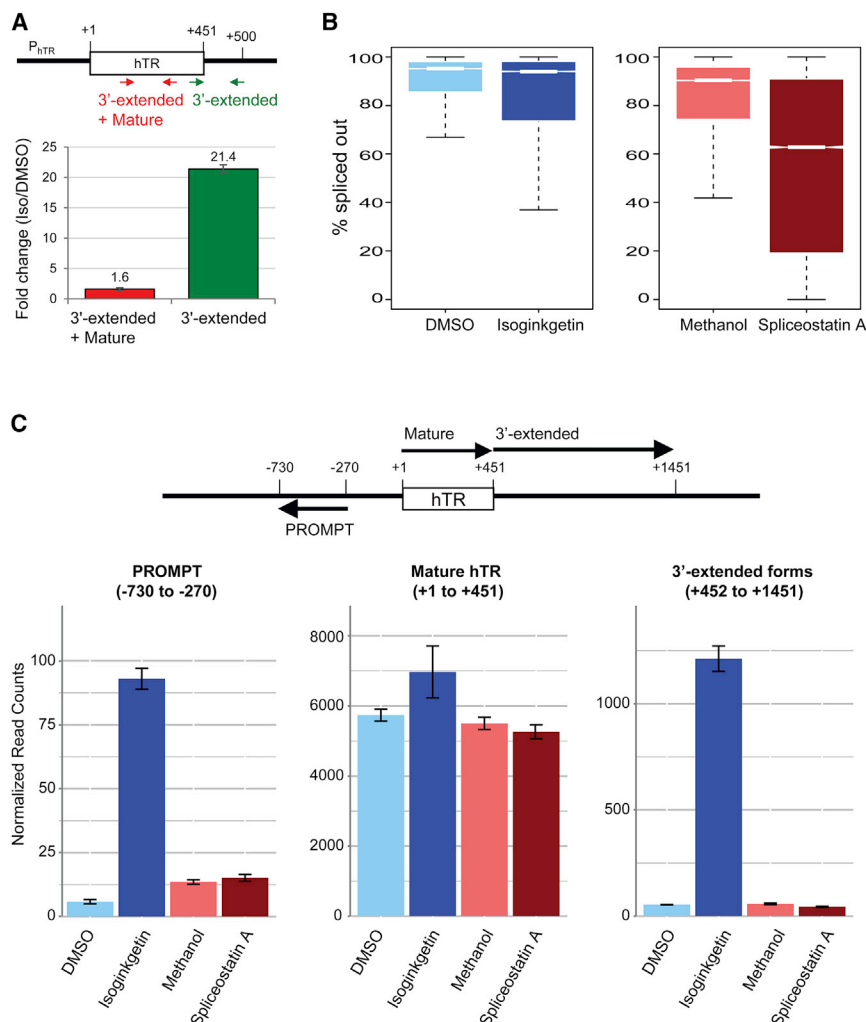 A
+1
+451
+500
PhTR
hTR
3'-extended
+ Mature
3'-extended
Fold change (Iso/DMSO)
25
20
15
10
5
0
1.6
21.4
3'-extended
+ Mature
3'-extended
B
% spliced out
100
80
60
40
20
0
DMSO
Isoginkgetin
100
80
60
40
20
0
Methanol
Spliceostatin A
C
Mature
3'-extended
-730
-270
+1
+451
+1451
hTR
PROMPT
PROMPT
(-730 to -270)
Normalized Read Counts
100
75
50
25
0
DMSO
Isoginkgetin
Methanol
Spliceostatin A
Mature hTR
(+1 to +451)
8000
6000
4000
2000
0
DMSO
Isoginkgetin
Methanol
Spliceostatin A
3'-extended forms
(+452 to +1451)
1000
500
0
DMSO
Isoginkgetin
Methanol
Spliceostatin A